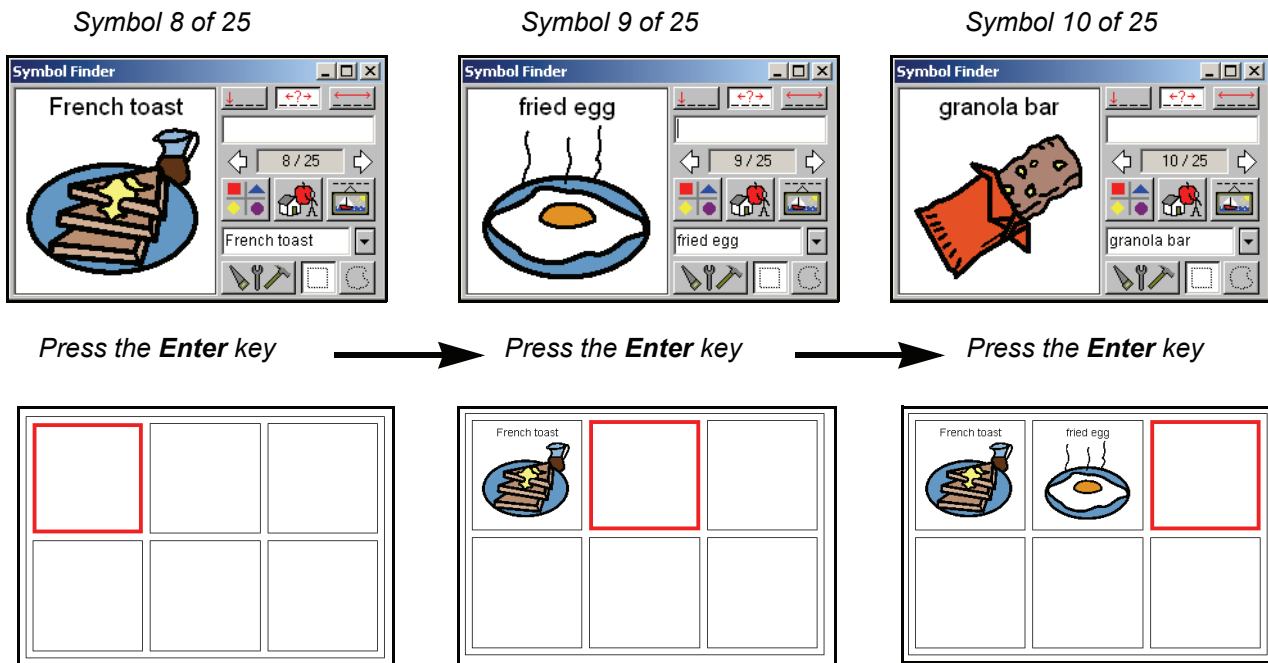 Symbol 8 of 25
Symbol 9 of 25
Symbol 10 of 25
Symbol Finder
French toast
8 / 25
French toast
Symbol Finder
fried egg
9 / 25
fried egg
Symbol Finder
granola bar
10 / 25
granola bar
Press the Enter key
Press the Enter key
Press the Enter key
French toast
French toast
fried egg